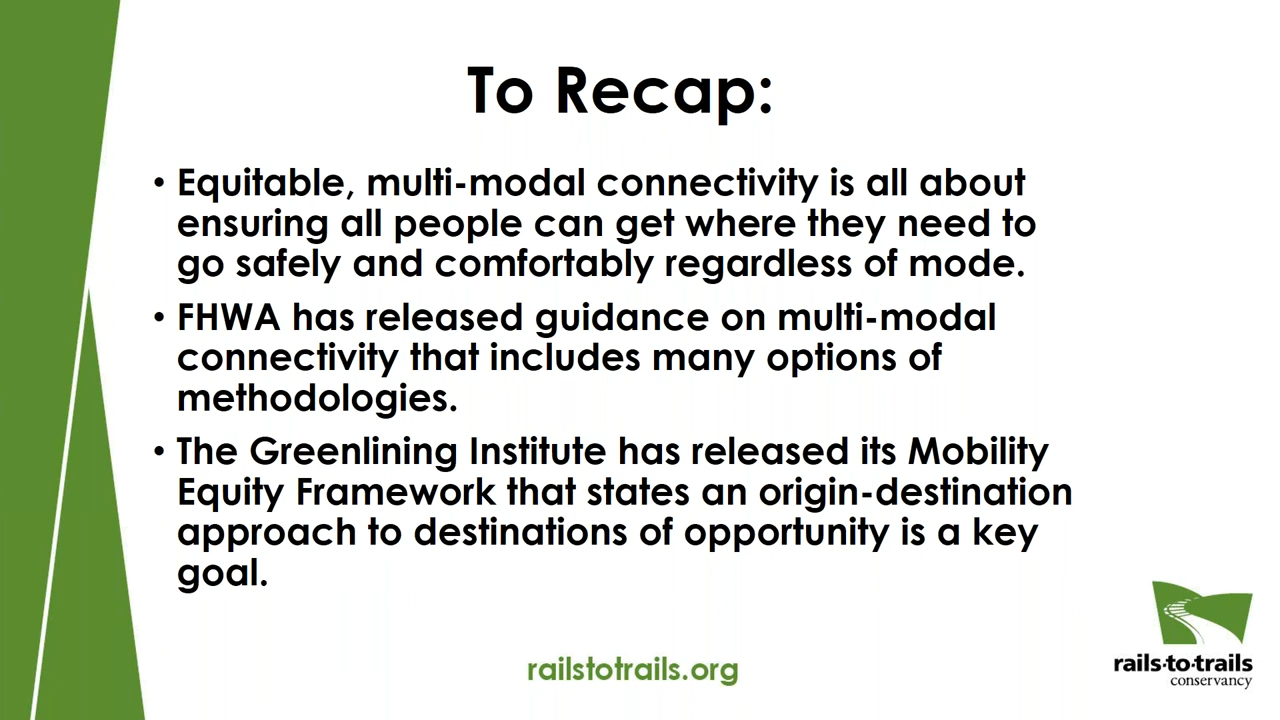 To Recap:
• Equitable, multi-modal connectivity is all about
ensuring all people can get where they need to
go safely and comfortably regardless of mode.
• FHWA has released guidance on multi-modal
connectivity that includes many options of
methodologies.
• The Greenlining Institute has released its Mobility
Equity Framework that states an origin-destination
approach to destinations of opportunity is a key
goal.
railstotrails.org
rails·to·trails
conservancy